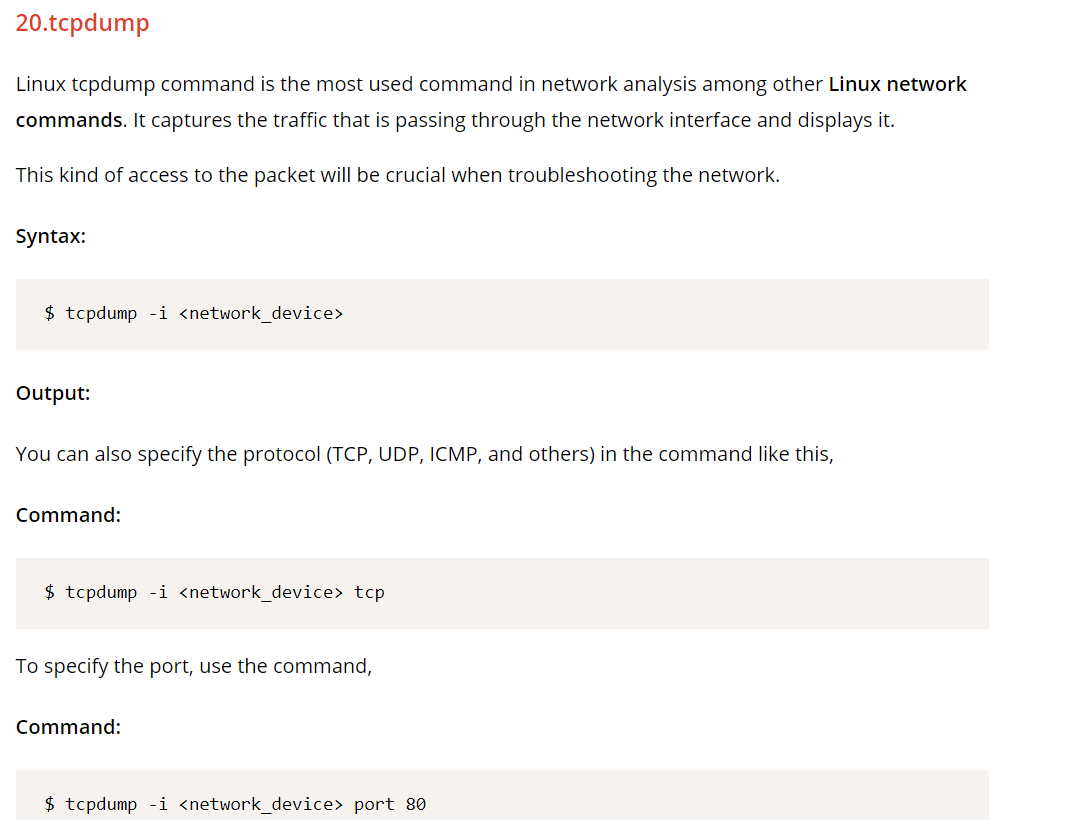 20.tcpdump
Linux tcpdump command is the most used command in network analysis among other Linux network
commands. It captures the traffic that is passing through the network interface and displays it.
This kind of access to the packet will be crucial when troubleshooting the network.
Syntax:
$ tcpdump -i <network_device>
Output:
You can also specify the protocol (TCP, UDP, ICMP, and others) in the command like this,
Command:
$ tcpdump -i <network_device> tcp
To specify the port, use the command,
Command:
$ tcpdump -i <network_device> port 80